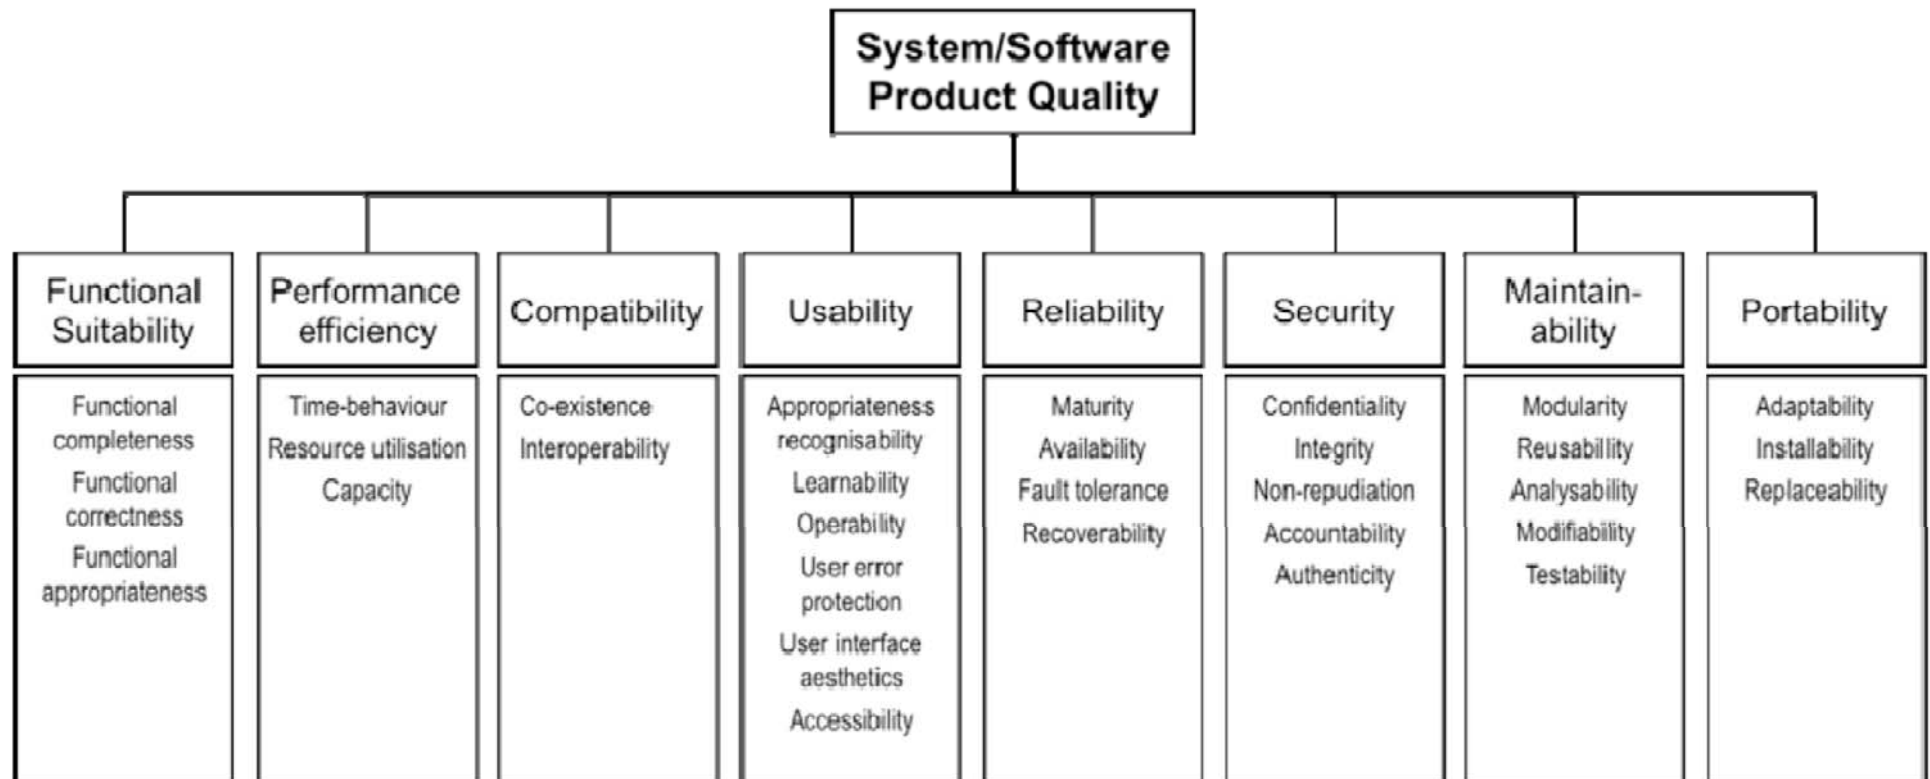 System/Software
Product Quality
Functional
Suitability
Performance
efficiency
Compatibility
Usability
Reliability
Security
Maintain-
ability
Portability
Functional
completeness
Functional
correctness
Functional
appropriateness
Time-behaviour
Resource utilisation
Capacity
Co-existence
Interoperability
Appropriateness
recognisability
Learnability
Operability
User error
protection
User interface
aesthetics
Accessibility
Maturity
Availability
Fault tolerance
Recoverability
Confidentiality
Integrity
Non-repudiation
Accountability
Authenticity
Modularity
Reusability
Analysability
Modifiability
Testability
Adaptability
Installability
Replaceability